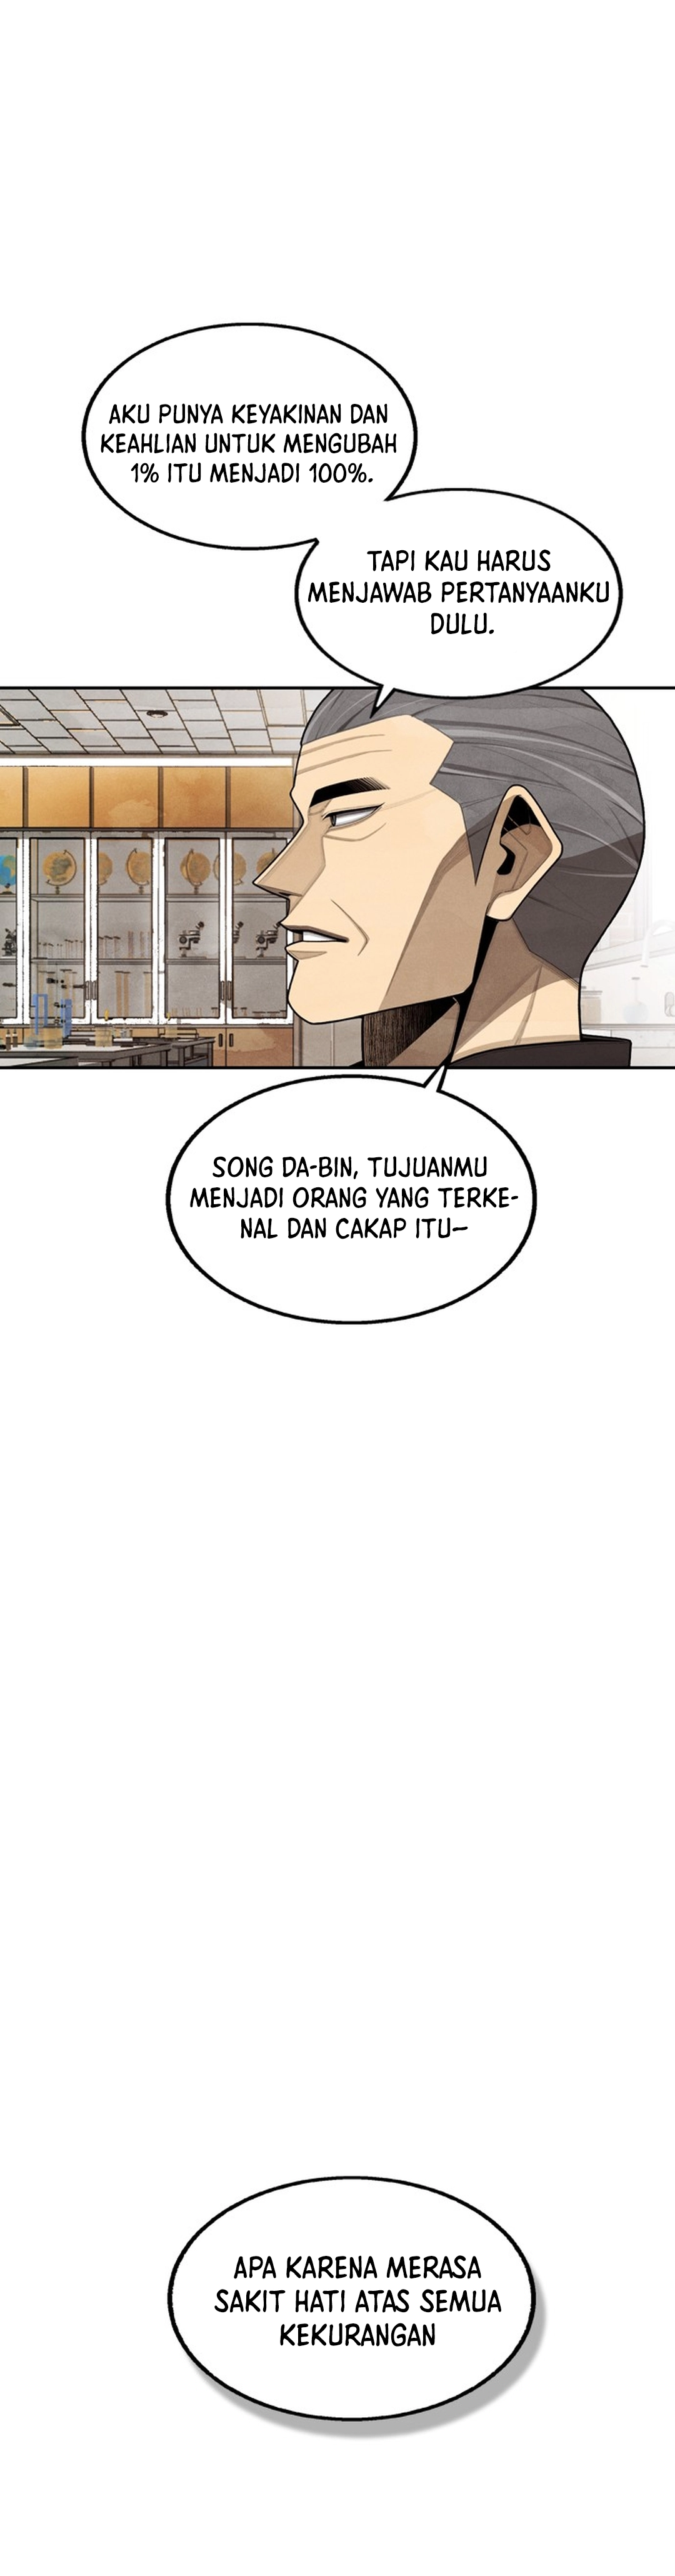 AKU PUNYA KEYAKINAN DAN
KEAHLIAN UNTUK MENGUBAH
1% ITU MENJADI 100%.
TAPI KAU HARUS
MENJAWAB PERTANYAANKU
DULU.
SONG DA-BIN, TUJUANMU
MENJADI ORANG YANG TERKE-
NAL DAN CAKAP ITU—
APA KARENA MERASA
SAKIT HATI ATAS SEMUA
KEKURANGAN